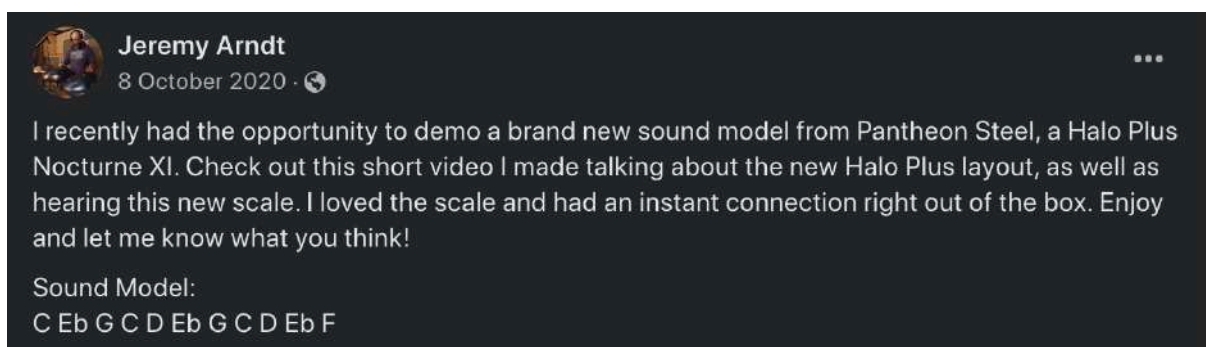 Jeremy Arndt
8 October 2020 ·
I recently had the opportunity to demo a brand new sound model from Pantheon Steel, a Halo Plus
Nocturne XI. Check out this short video I made talking about the new Halo Plus layout, as well as
hearing this new scale. I loved the scale and had an instant connection right out of the box. Enjoy
and let me know what you think!
Sound Model:
C Eb G C D Eb G C D Eb F